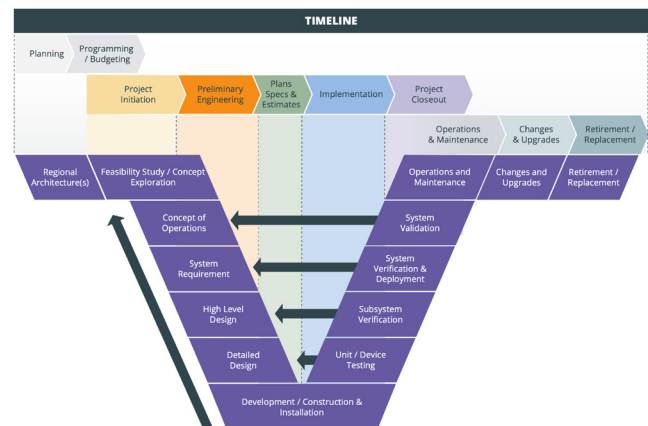 TIMELINE
Planning
Programming
/ Budgeting
Project
Initiation
Preliminary
Engineering
Plans
Specs &
Estimates
Implementation
Project
Closeout
Operations
& Maintenance
Changes
& Upgrades
Retirement /
Replacement
Regional
Architecture(s)
Feasibility Study / Concept
Exploration
Operations and
Maintenance
Changes and
Upgrades
Retirement /
Replacement
Concept of
Operations
System
Validation
System
Requirement
System
Verification &
Deployment
High Level
Design
Subsystem
Verification
Detailed
Design
Unit / Device
Testing
Development / Construction &
Installation